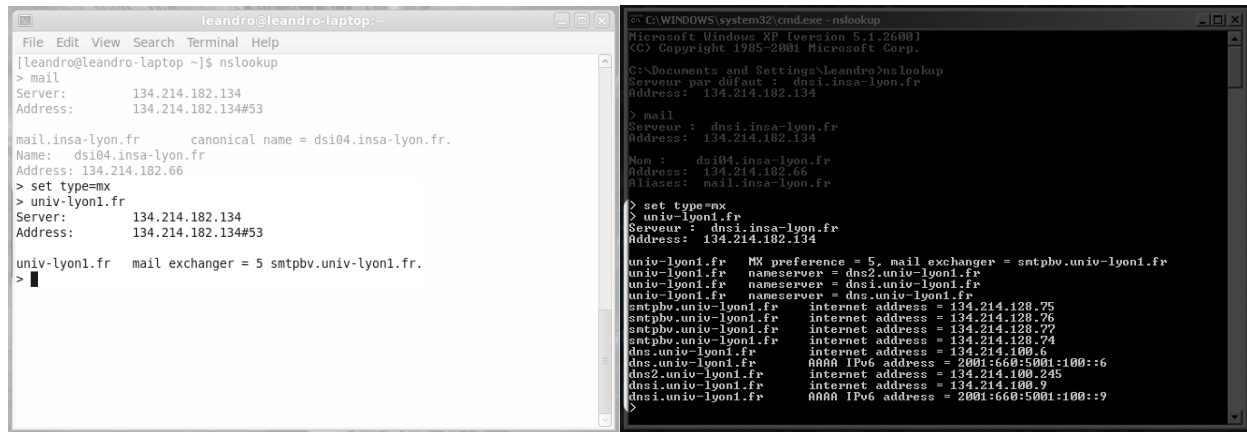 leandro@leandro-laptop:~
File Edit View Search Terminal Help
[leandro@leandro-laptop ~]$ nslookup
> mail
Server: 134.214.182.134
Address: 134.214.182.134#53
mail.insa-lyon.fr canonical name = dsi04.insa-lyon.fr.
Name: dsi04.insa-lyon.fr
Address: 134.214.182.66
> set type=mx
> univ-lyon1.fr
Server: 134.214.182.134
Address: 134.214.182.134#53
univ-lyon1.fr mail exchanger = 5 smtpbv.univ-lyon1.fr.
>
C:\WINDOWS\system32\cmd.exe - nslookup
Microsoft Windows XP [version 5.1.2600]
(C) Copyright 1985-2001 Microsoft Corp.
C:\Documents and Settings\Leandro>nslookup
Serveur par dÚfaut : dnsi.insa-lyon.fr
Address: 134.214.182.134
> mail
Serveur : dnsi.insa-lyon.fr
Address: 134.214.182.134
Nom : dsi04.insa-lyon.fr
Address: 134.214.182.66
Aliases: mail.insa-lyon.fr
> set type=mx
> univ-lyon1.fr
Serveur : dnsi.insa-lyon.fr
Address: 134.214.182.134
univ-lyon1.fr MX preference = 5, mail exchanger = smtpbv.univ-lyon1.fr
univ-lyon1.fr nameserver = dns2.univ-lyon1.fr
univ-lyon1.fr nameserver = dnsi.univ-lyon1.fr
univ-lyon1.fr nameserver = dns.univ-lyon1.fr
smtpbv.univ-lyon1.fr internet address = 134.214.128.75
smtpbv.univ-lyon1.fr internet address = 134.214.128.76
smtpbv.univ-lyon1.fr internet address = 134.214.128.77
smtpbv.univ-lyon1.fr internet address = 134.214.128.74
dns.univ-lyon1.fr internet address = 134.214.100.6
dns.univ-lyon1.fr AAAA IPv6 address = 2001:660:5001:100::6
dns2.univ-lyon1.fr internet address = 134.214.100.245
dnsi.univ-lyon1.fr internet address = 134.214.100.9
dnsi.univ-lyon1.fr AAAA IPv6 address = 2001:660:5001:100::9
>